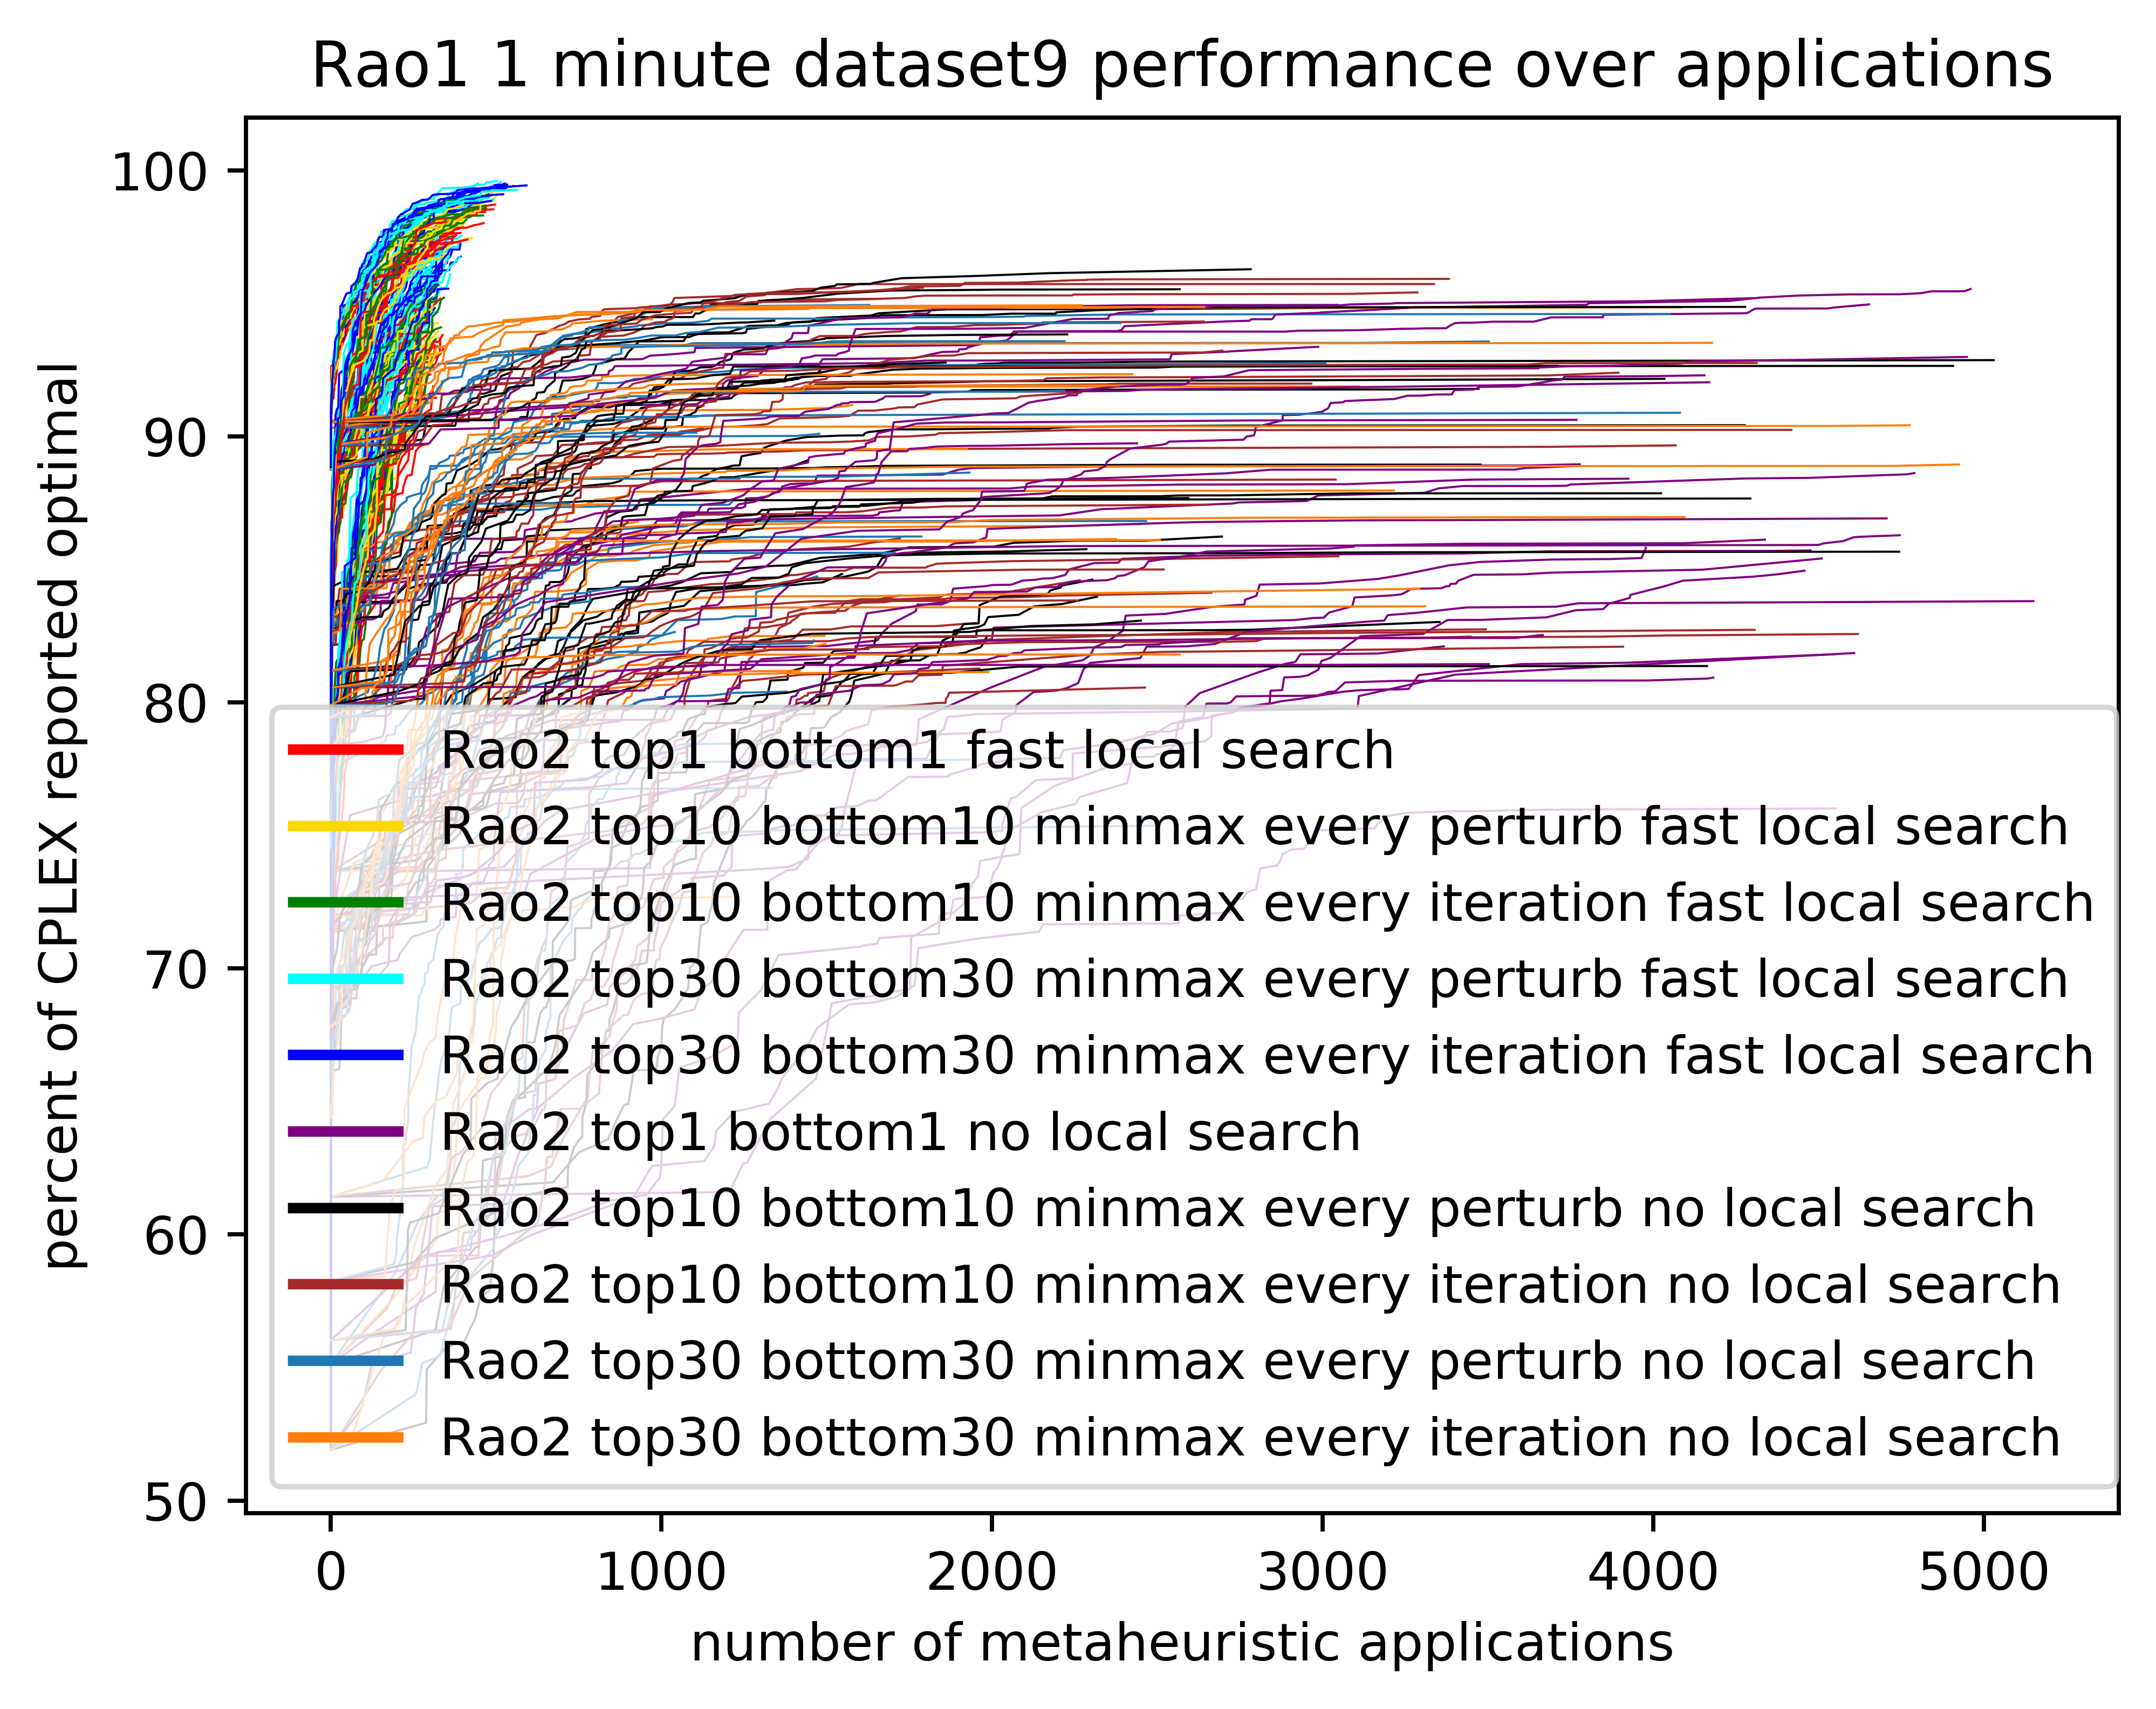 Rao1 1 minute dataset9 performance over applications
percent of CPLEX reported optimal
100
90
80
70
60
50
Rao2 top1 bottom1 fast local search
Rao2 top10 bottom10 minmax every perturb fast local search
Rao2 top10 bottom10 minmax every iteration fast local search
Rao2 top30 bottom30 minmax every perturb fast local search
Rao2 top30 bottom30 minmax every iteration fast local search
Rao2 top1 bottom1 no local search
Rao2 top10 bottom10 minmax every perturb no local search
Rao2 top10 bottom10 minmax every iteration no local search
Rao2 top30 bottom30 minmax every perturb no local search
Rao2 top30 bottom30 minmax every iteration no local search
0 1000 2000 3000 4000 5000
number of metaheuristic applications